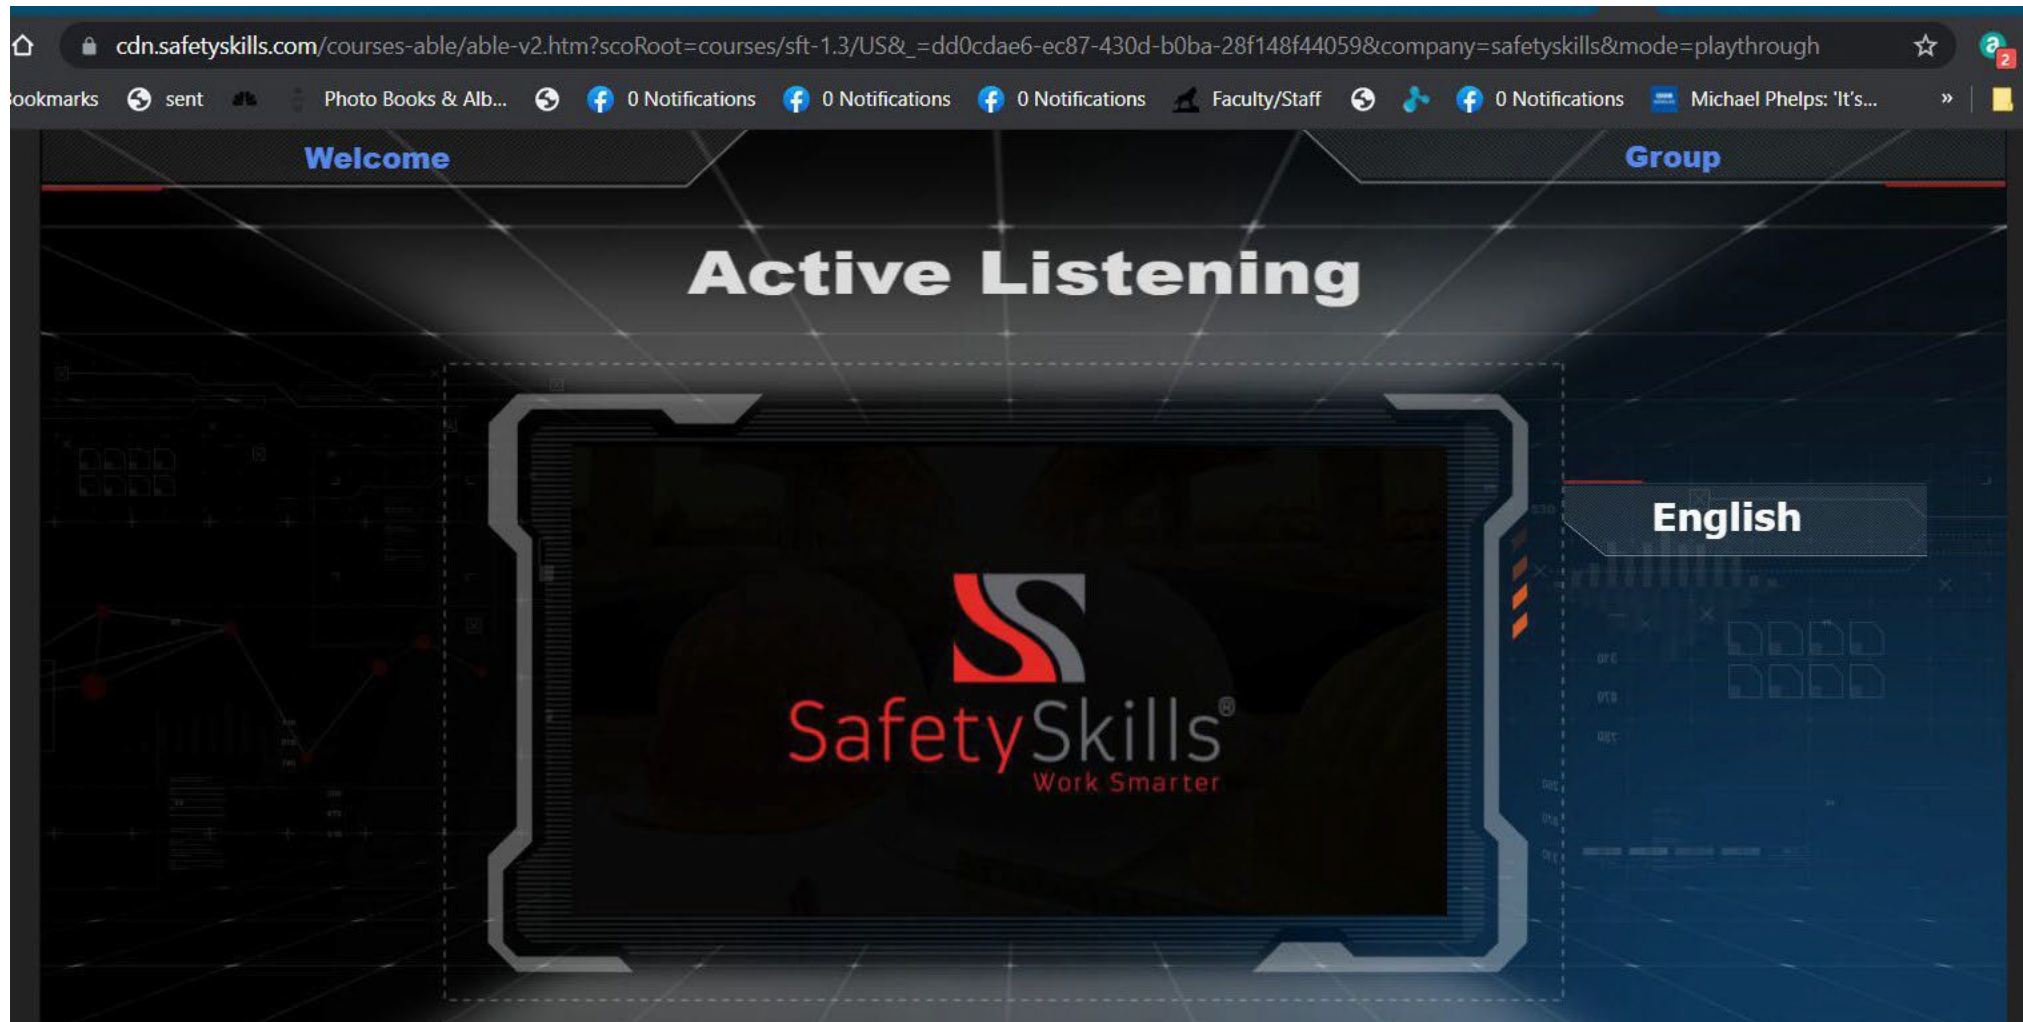 cdn.safetyskills.com/courses-able/able-v2.htm?scoRoot=courses/sft-1.3/US&_=dd0cdae6-ec87-430d-b0ba-28f148f44059&company=safetyskills&mode=playthrough
a 2
ookmarks sent Photo Books & Alb... 0 Notifications 0 Notifications 0 Notifications Faculty/Staff 0 Notifications Michael Phelps: 'It's... »
Welcome Group
Active Listening
English
SafetySkills®
Work Smarter